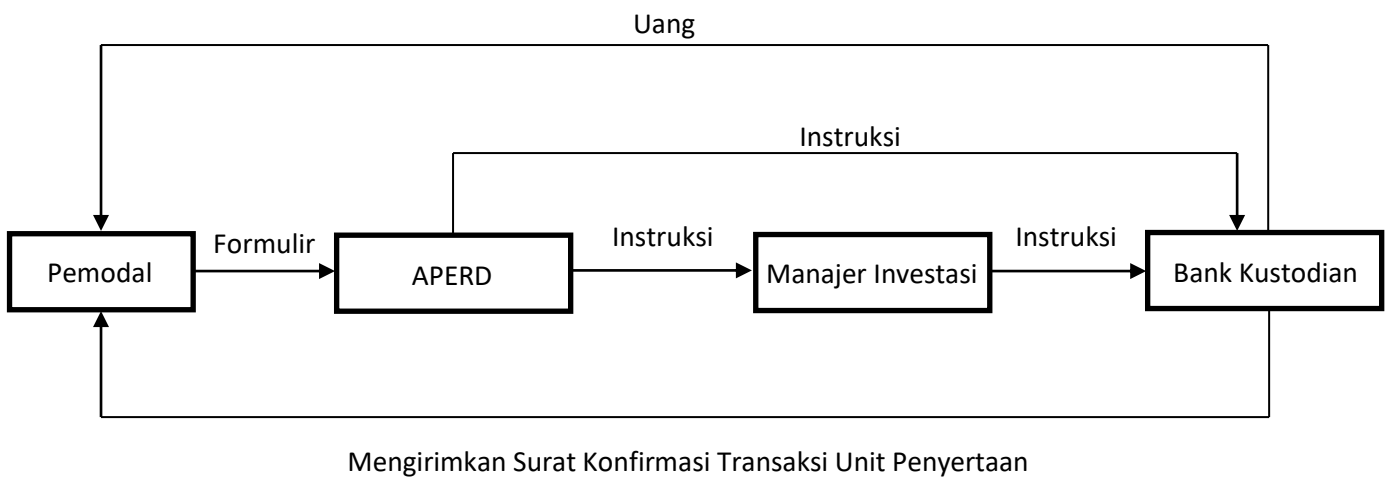 Uang
Instruksi
Formulir
Instruksi
Instruksi
Pemodal
APERD
Manajer Investasi
Bank Kustodian
Mengirimkan Surat Konfirmasi Transaksi Unit Penyertaan